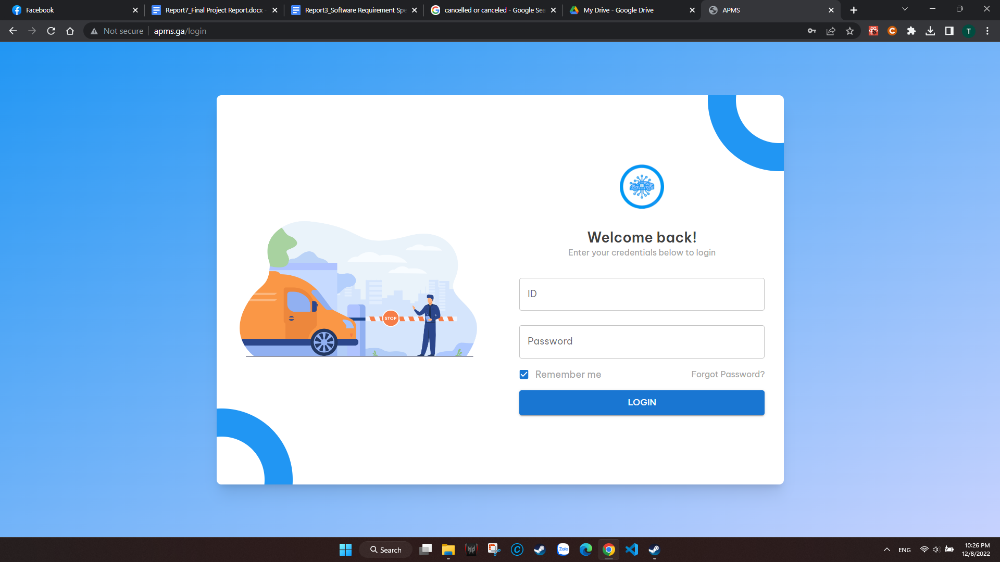 Facebook
Report7_Final Project Report.docx -
Report3_Software Requirement Spe
cancelled or canceled - Google Sea
My Drive - Google Drive
APMS
Not secure
apms.ga/login
T
Welcome back!
Enter your credentials below to login
ID
STOP
Password
Remember me
Forgot Password?
LOGIN
Search
Zalo
ENG
10:26 PM
12/8/2022